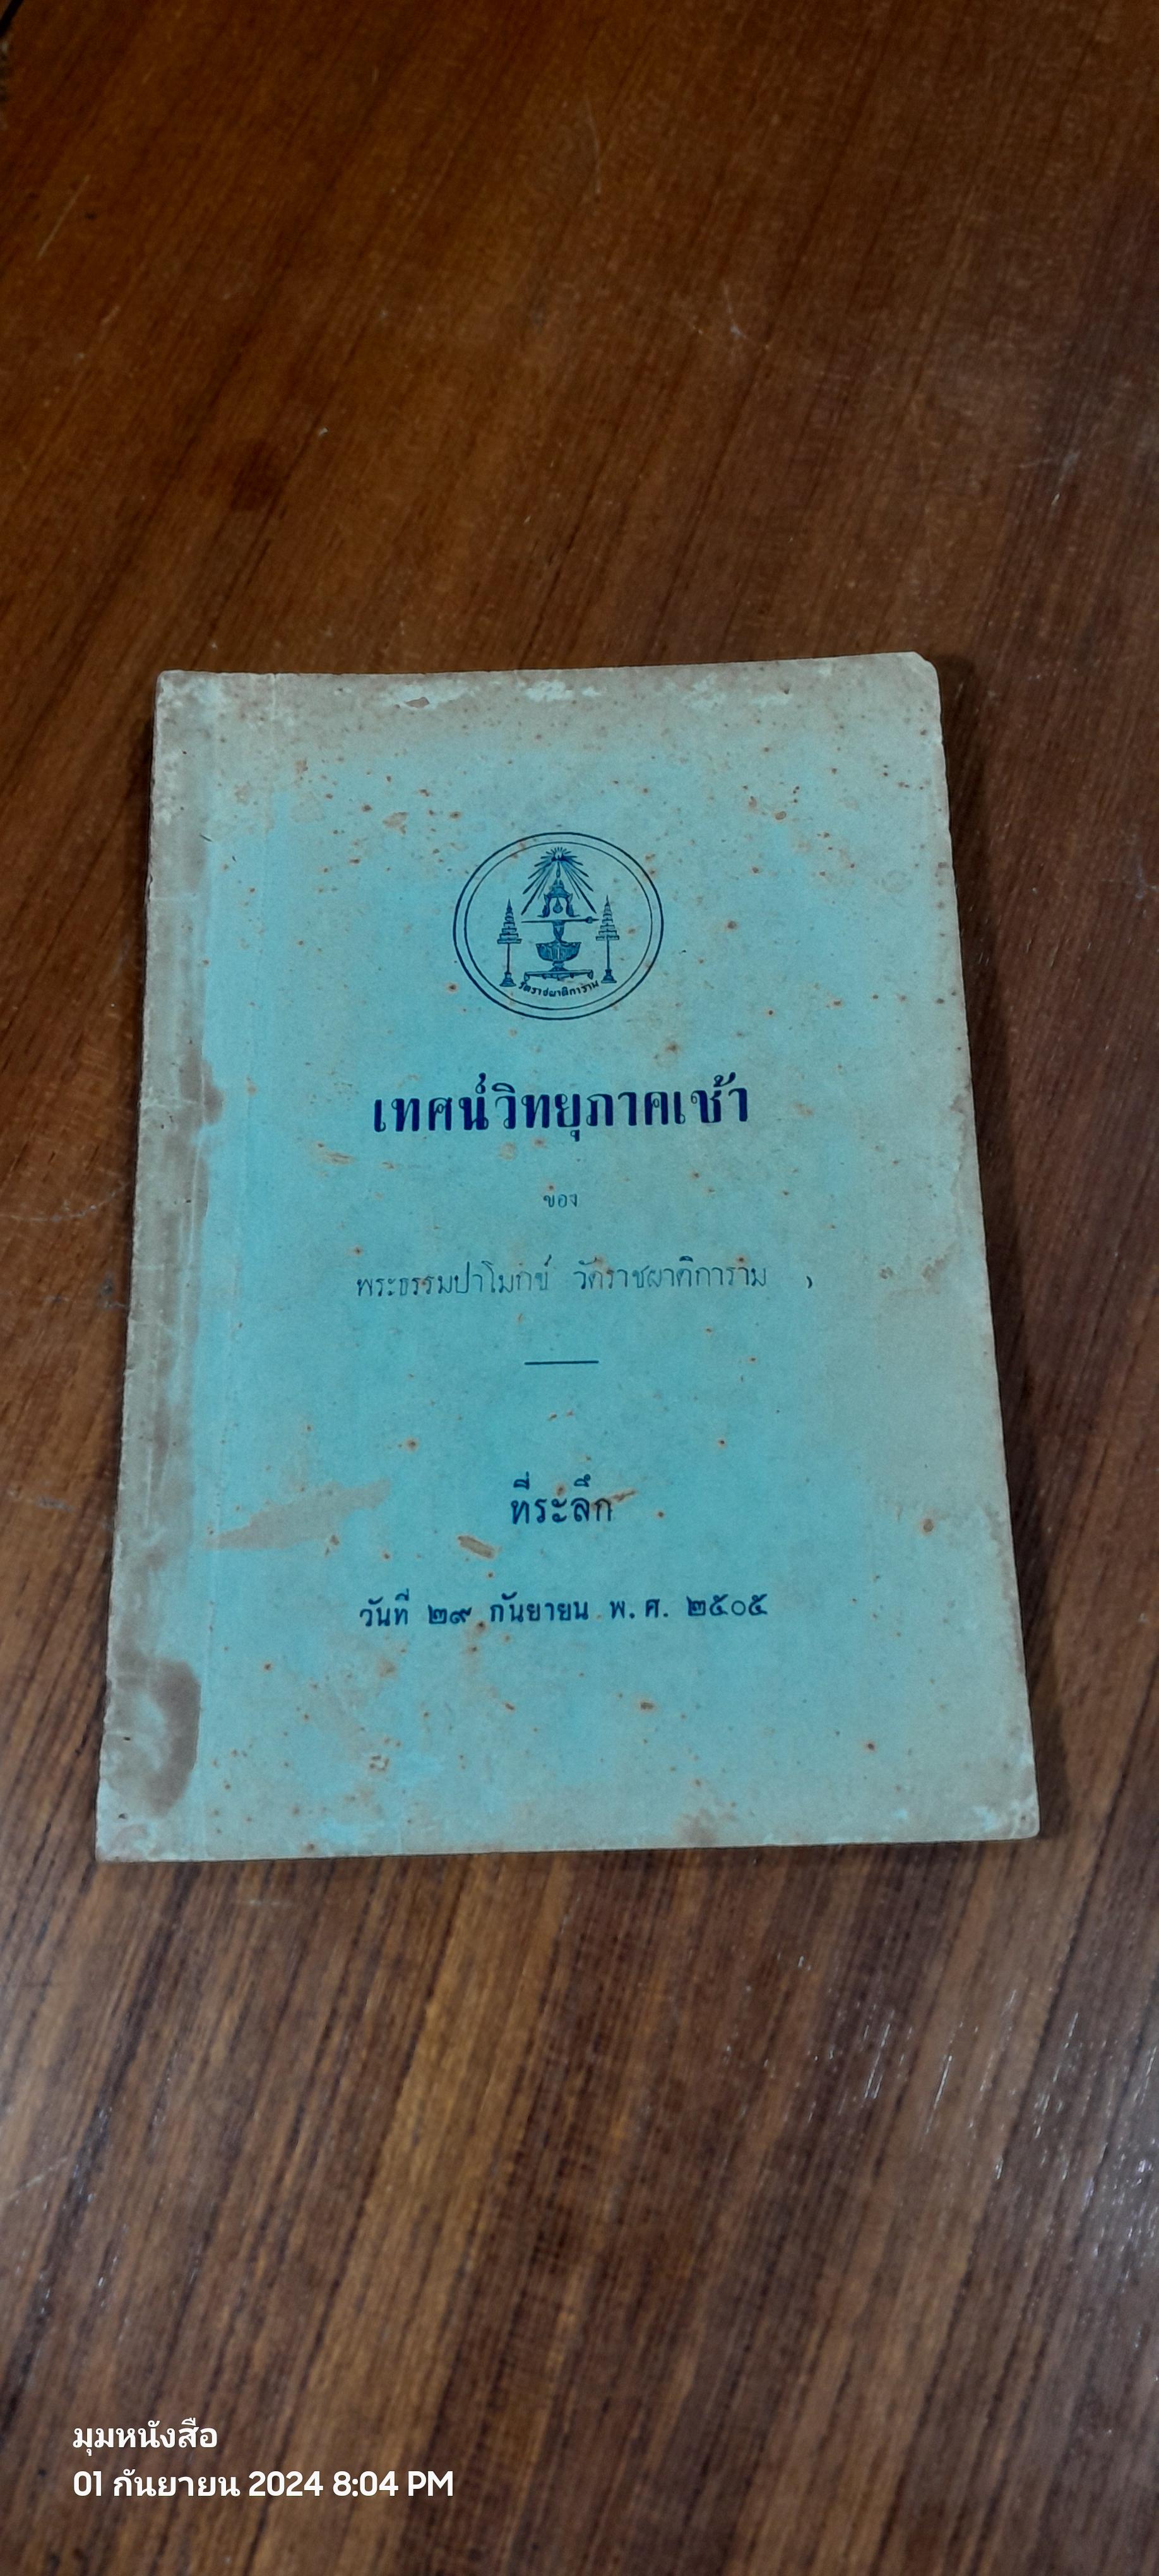 วัดราชผาติการาม
เทศน์วิทยุภาคเช้า
ของ
พระธรรมปาโมกข์ วัดราชผาติการาม
ที่ระลึก
วันที่ ๒๙ กันยายน พ.ศ. ๒๕๐๕
มุมหนังสือ
01 กันยายน 2024 8:04 PM